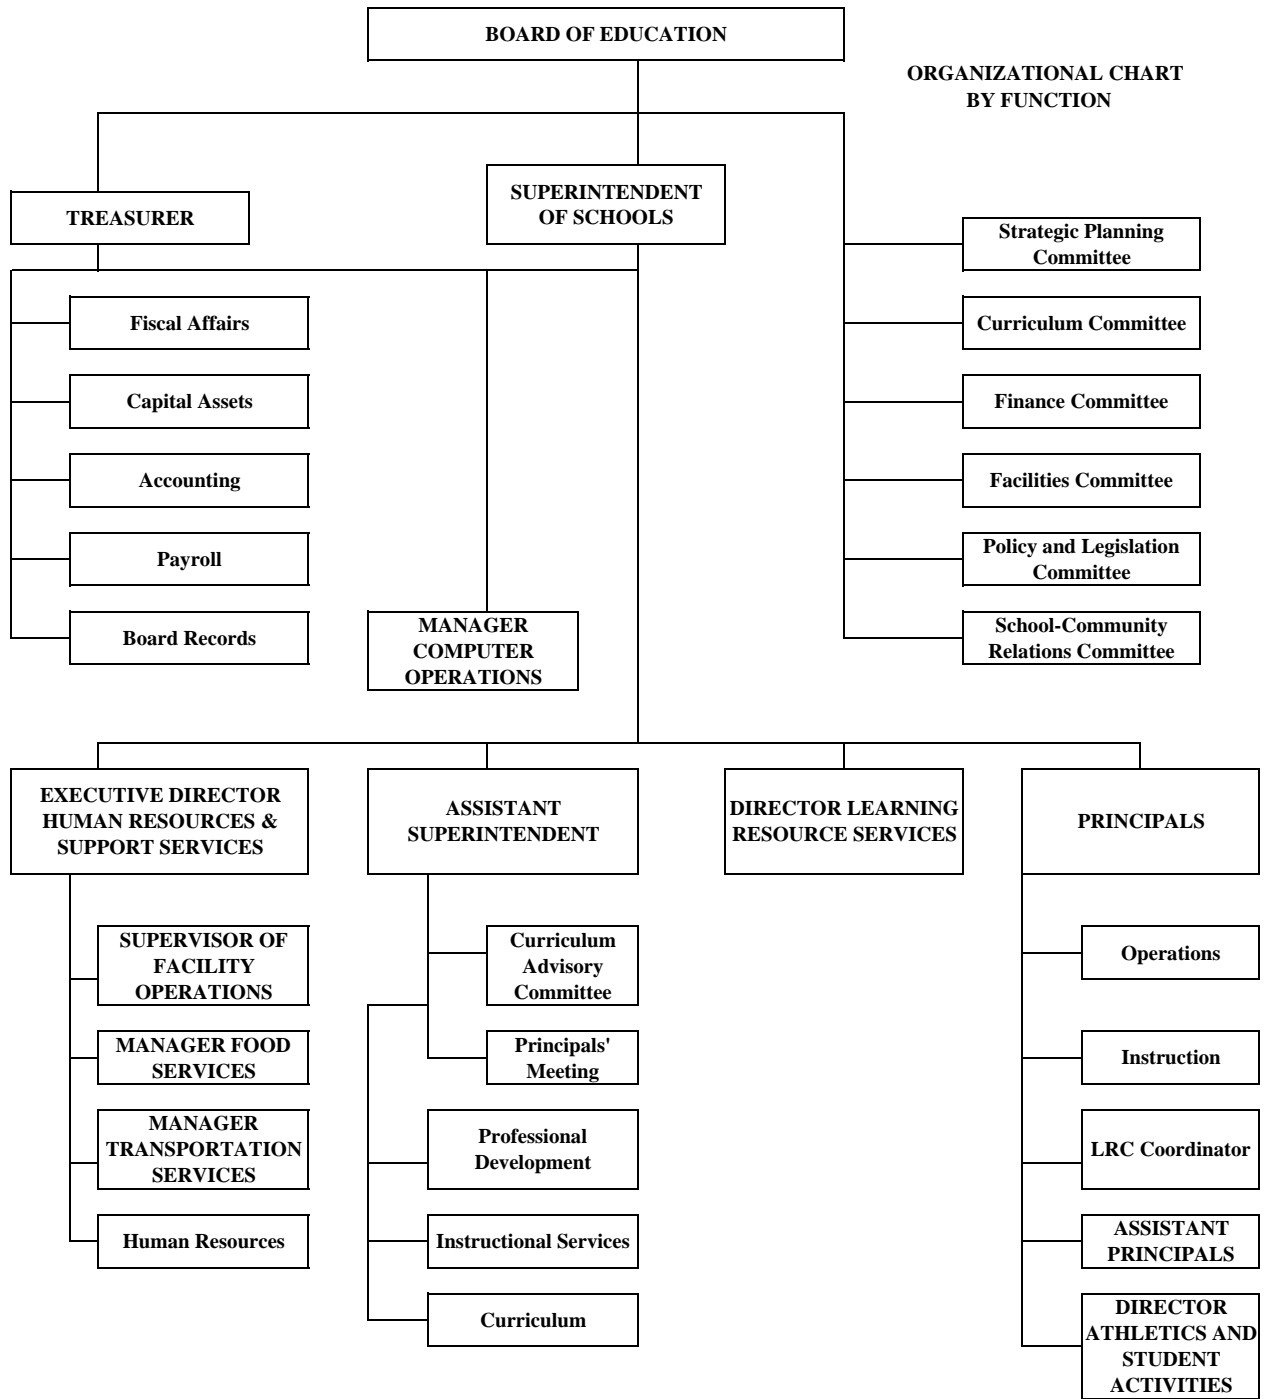 BOARD OF EDUCATION
ORGANIZATIONAL CHART
BY FUNCTION
SUPERINTENDENT
OF SCHOOLS
TREASURER
Strategic Planning
Committee
Fiscal Affairs
Curriculum Committee
Capital Assets
Finance Committee
Accounting
Facilities Committee
Payroll
Policy and Legislation
Committee
Board Records
MANAGER
COMPUTER
OPERATIONS
School-Community
Relations Committee
EXECUTIVE DIRECTOR
HUMAN RESOURCES &
SUPPORT SERVICES
ASSISTANT
SUPERINTENDENT
DIRECTOR LEARNING
RESOURCE SERVICES
PRINCIPALS
SUPERVISOR OF
FACILITY
OPERATIONS
Curriculum
Advisory
Committee
Operations
MANAGER FOOD
SERVICES
Principals'
Meeting
Instruction
MANAGER
TRANSPORTATION
SERVICES
Professional
Development
LRC Coordinator
Human Resources
Instructional Services
ASSISTANT
PRINCIPALS
Curriculum
DIRECTOR
ATHLETICS AND
STUDENT
ACTIVITIES